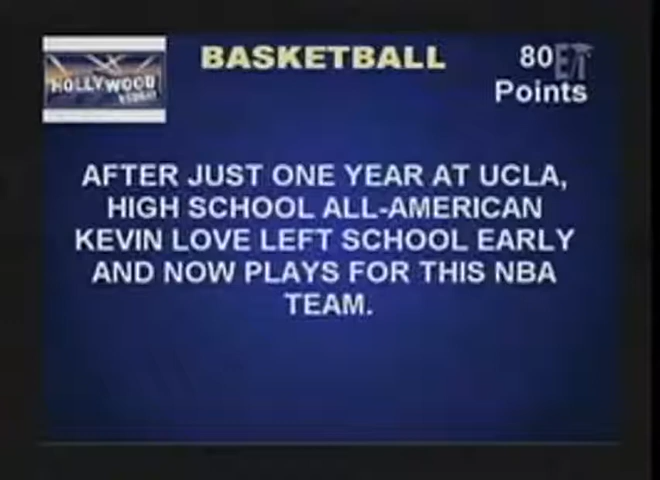 HOLLYWOOD
BASKETBALL
80
Points
AFTER JUST ONE YEAR AT UCLA,
HIGH SCHOOL ALL-AMERICAN
KEVIN LOVE LEFT SCHOOL EARLY
AND NOW PLAYS FOR THIS NBA
TEAM.